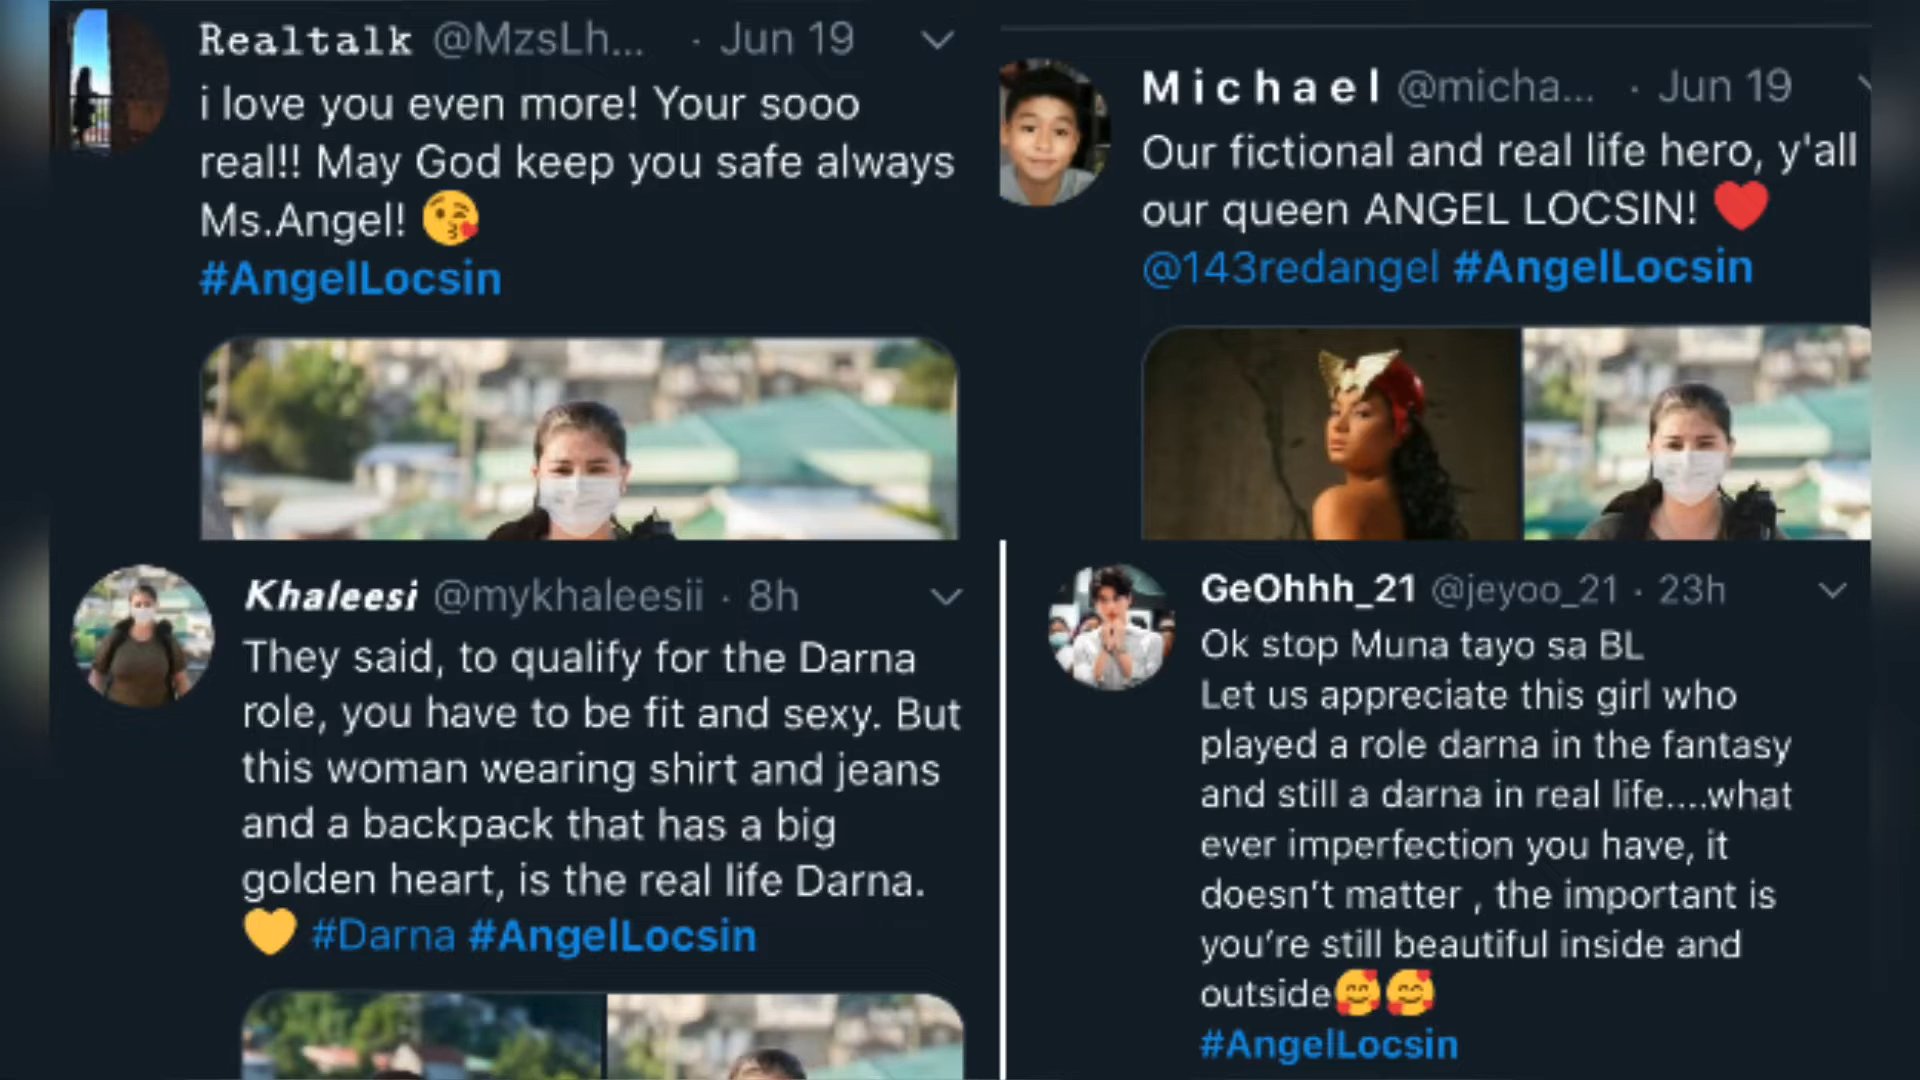 Realtalk @MzsLh... · Jun 19
i love you even more! Your sooo
real!! May God keep you safe always
Ms.Angel! 😘
#AngelLocsin
Michael @micha... · Jun 19
Our fictional and real life hero, y'all
our queen ANGEL LOCSIN! ❤️
@143redangel #AngelLocsin
Khaleesi @mykhaleesii · 8h
They said, to qualify for the Darna
role, you have to be fit and sexy. But
this woman wearing shirt and jeans
and a backpack that has a big
golden heart, is the real life Darna.
💛 #Darna #AngelLocsin
GeOhhh_21 @jeyoo_21 · 23h
Ok stop Muna tayo sa BL
Let us appreciate this girl who
played a role darna in the fantasy
and still a darna in real life....what
ever imperfection you have, it
doesn't matter , the important is
you're still beautiful inside and
outside🥰🥰
#AngelLocsin